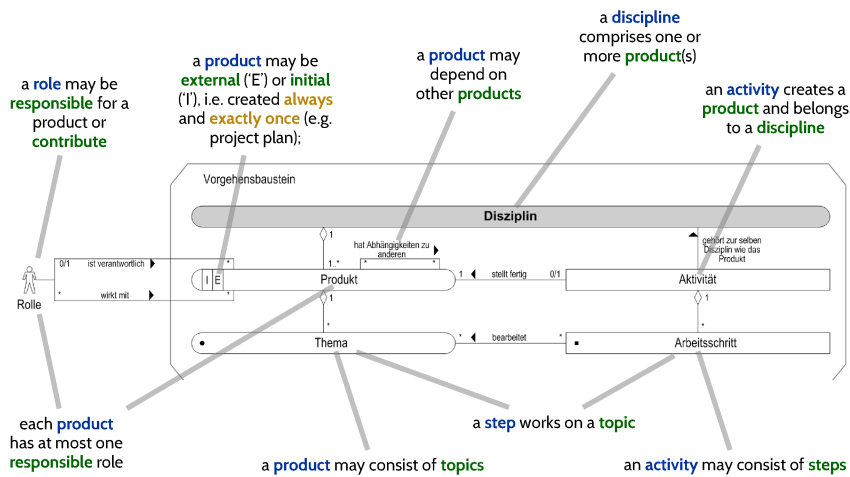 a discipline
comprises one or
more product(s)
a product may be
external (‘E’) or initial
(‘I’), i.e. created always
and exactly once (e.g.
project plan);
a product may
depend on
other products
a role may be
responsible for a
product or
contribute
an activity creates a
product and belongs
to a discipline
Vorgehensbaustein
Disziplin
1
hat Abhängigkeiten zu
anderen
gehört zur selben
Disziplin wie das
Produkt
0/1 ist verantwortlich *
1..*
* *
I E Produkt
1 stellt fertig 0/1
Aktivität
* wirkt mit *
Rolle
1
1
*
*
Thema
* bearbeitet *
Arbeitsschritt
each product
has at most one
responsible role
a step works on a topic
a product may consist of topics
an activity may consist of steps